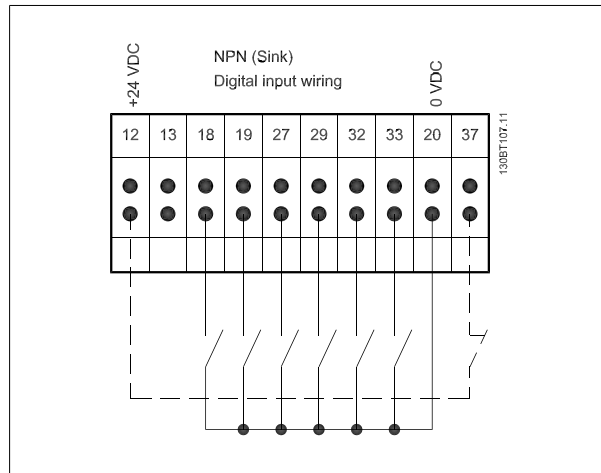 +24 VDC
NPN (Sink)
Digital input wiring
0 VDC
12 13 18 19 27 29 32 33 20 37
130BT107.11